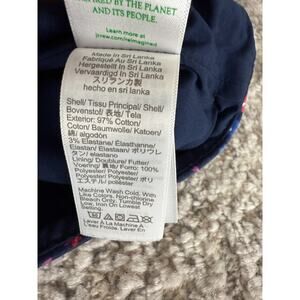 INSPIRED BY THE PLANET
AND ITS PEOPLE.
Learn more at
jcrew.com/reimagined
Made In Sri Lanka
Fabriqué Au Sri Lanka
Hergestellt In Sri Lanka
Vervaardigd In Sri Lanka
スリランカ製
hecho en sri lanka
Shell/ Tissu Principal/ Shell/
Bovenstof/ 表地/ Tela
Exterior: 97% Cotton/
Coton/ Baumwolle/ Katoen/
綿/ algodón
3% Elastane/ Élasthanne/
Elastan/ Elastaan/ ポリウレ
タン/ elastano
Lining/ Doublure/ Futter/
Voering/ 裏地/ Forro: 100%
Polyester/ Polyester/
Polyester/ Polyester/ ポリ
エステル/ poliéster
Machine Wash Cold, With
Like Colors. Non-chlorine
Bleach Only. Tumble Dry
Low. Iron On Lowest
Setting.
Laver À La Machine À
L'eau Froide. Laver En